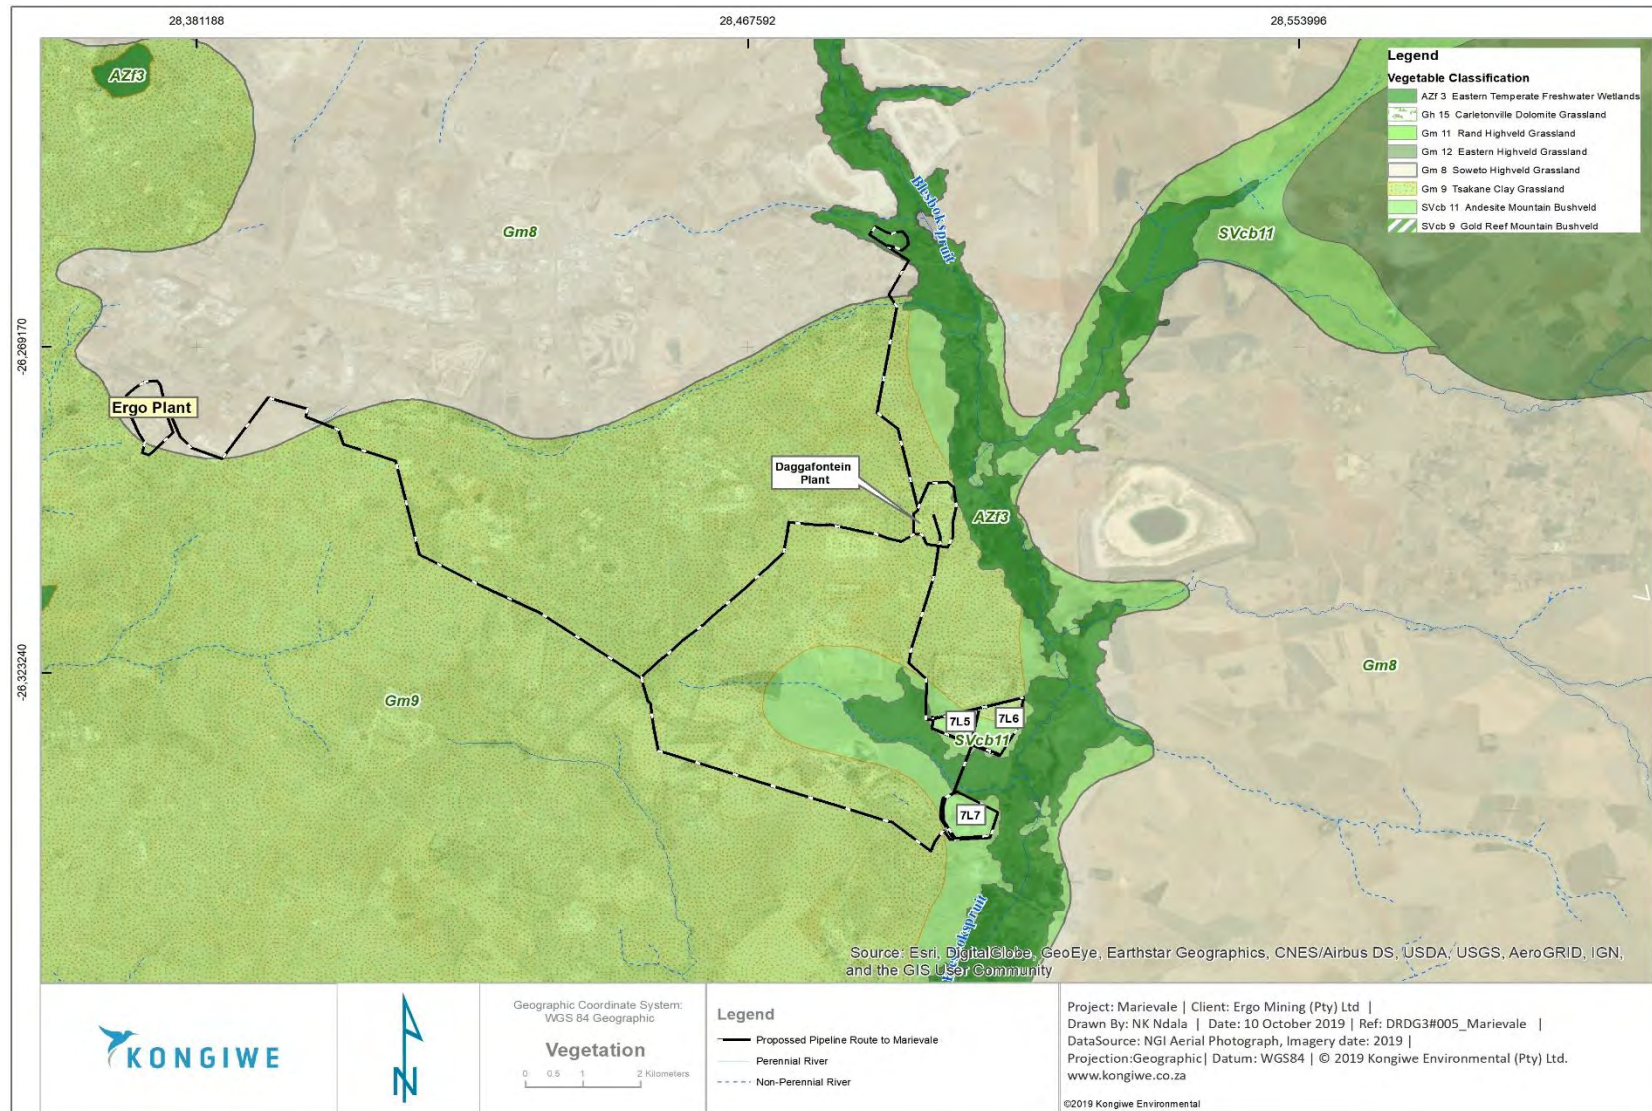 28,381188
28,467592
28,553996
-26,269170
-26,323240
AZf3
Gm8
Blesbokspruit
SVcb11
Legend
Vegetable Classification
AZf 3 Eastern Temperate Freshwater Wetlands
Gh 15 Carletonville Dolomite Grassland
Gm 11 Rand Highveld Grassland
Gm 12 Eastern Highveld Grassland
Gm 8 Soweto Highveld Grassland
Gm 9 Tsakane Clay Grassland
SVcb 11 Andesite Mountain Bushveld
SVcb 9 Gold Reef Mountain Bushveld
Ergo Plant
Daggafontein
Plant
AZf3
Gm8
Gm9
7L5
7L6
SVcb11
7L7
Blesbokspruit
Source: Esri, DigitalGlobe, GeoEye, Earthstar Geographics, CNES/Airbus DS, USDA, USGS, AeroGRID, IGN,
and the GIS User Community
KONGIWE
N
Geographic Coordinate System:
WGS 84 Geographic
Vegetation
0 0.5 1 2 Kilometers
Legend
Propossed Pipeline Route to Marievale
Perennial River
Non-Perennial River
Project: Marievale | Client: Ergo Mining (Pty) Ltd |
Drawn By: NK Ndala | Date: 10 October 2019 | Ref: DRDG3#005_Marievale |
DataSource: NGI Aerial Photograph, Imagery date: 2019 |
Projection:Geographic| Datum: WGS84 | © 2019 Kongiwe Environmental (Pty) Ltd.
www.kongiwe.co.za
©2019 Kongiwe Environmental